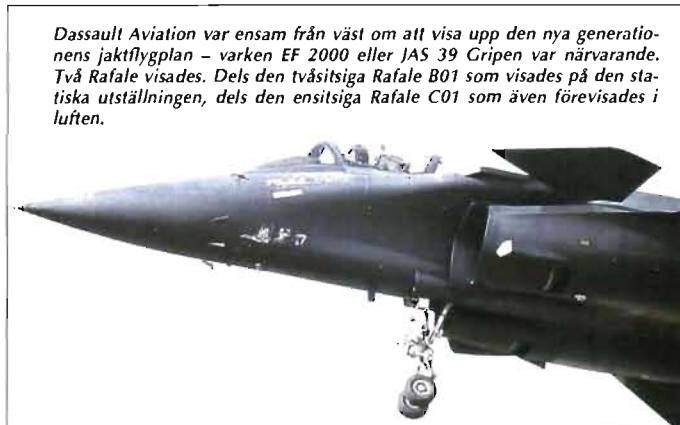 Dassault Aviation var ensam från väst om att visa upp den nya generatio-
nens jaktflygplan – varken EF 2000 eller JAS 39 Gripen var närvarande.
Två Rafale visades. Dels den tvåsitsiga Rafale B01 som visades på den sta-
tiska utställningen, dels den ensitsiga Rafale C01 som även förevisades i
luften.